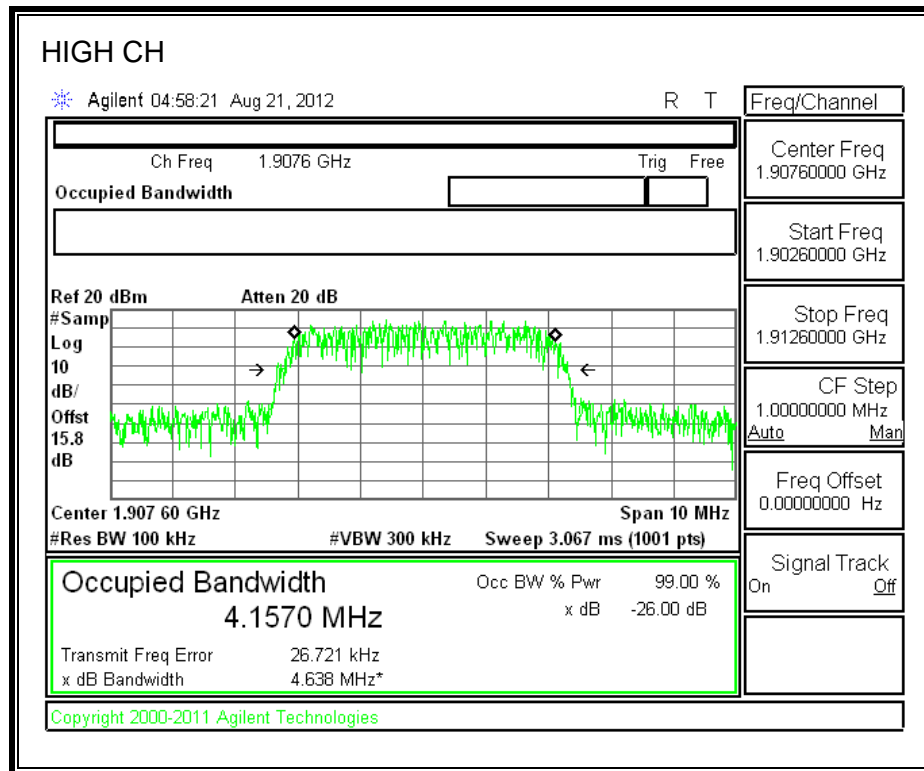 HIGH CH
Agilent 04:58:21 Aug 21, 2012 R T
Freq/Channel
Ch Freq 1.9076 GHz Trig Free
Occupied Bandwidth
Center Freq
1.90760000 GHz
Start Freq
1.90260000 GHz
Stop Freq
1.91260000 GHz
CF Step
1.00000000 MHz
Auto Man
Freq Offset
0.00000000 Hz
Signal Track
On Off
Ref 20 dBm Atten 20 dB
#Samp
Log
10
dB/
Offst
15.8
dB
Center 1.907 60 GHz Span 10 MHz
#Res BW 100 kHz #VBW 300 kHz Sweep 3.067 ms (1001 pts)
Occupied Bandwidth Occ BW % Pwr 99.00 %
4.1570 MHz x dB -26.00 dB
Transmit Freq Error 26.721 kHz
x dB Bandwidth 4.638 MHz*
Copyright 2000-2011 Agilent Technologies